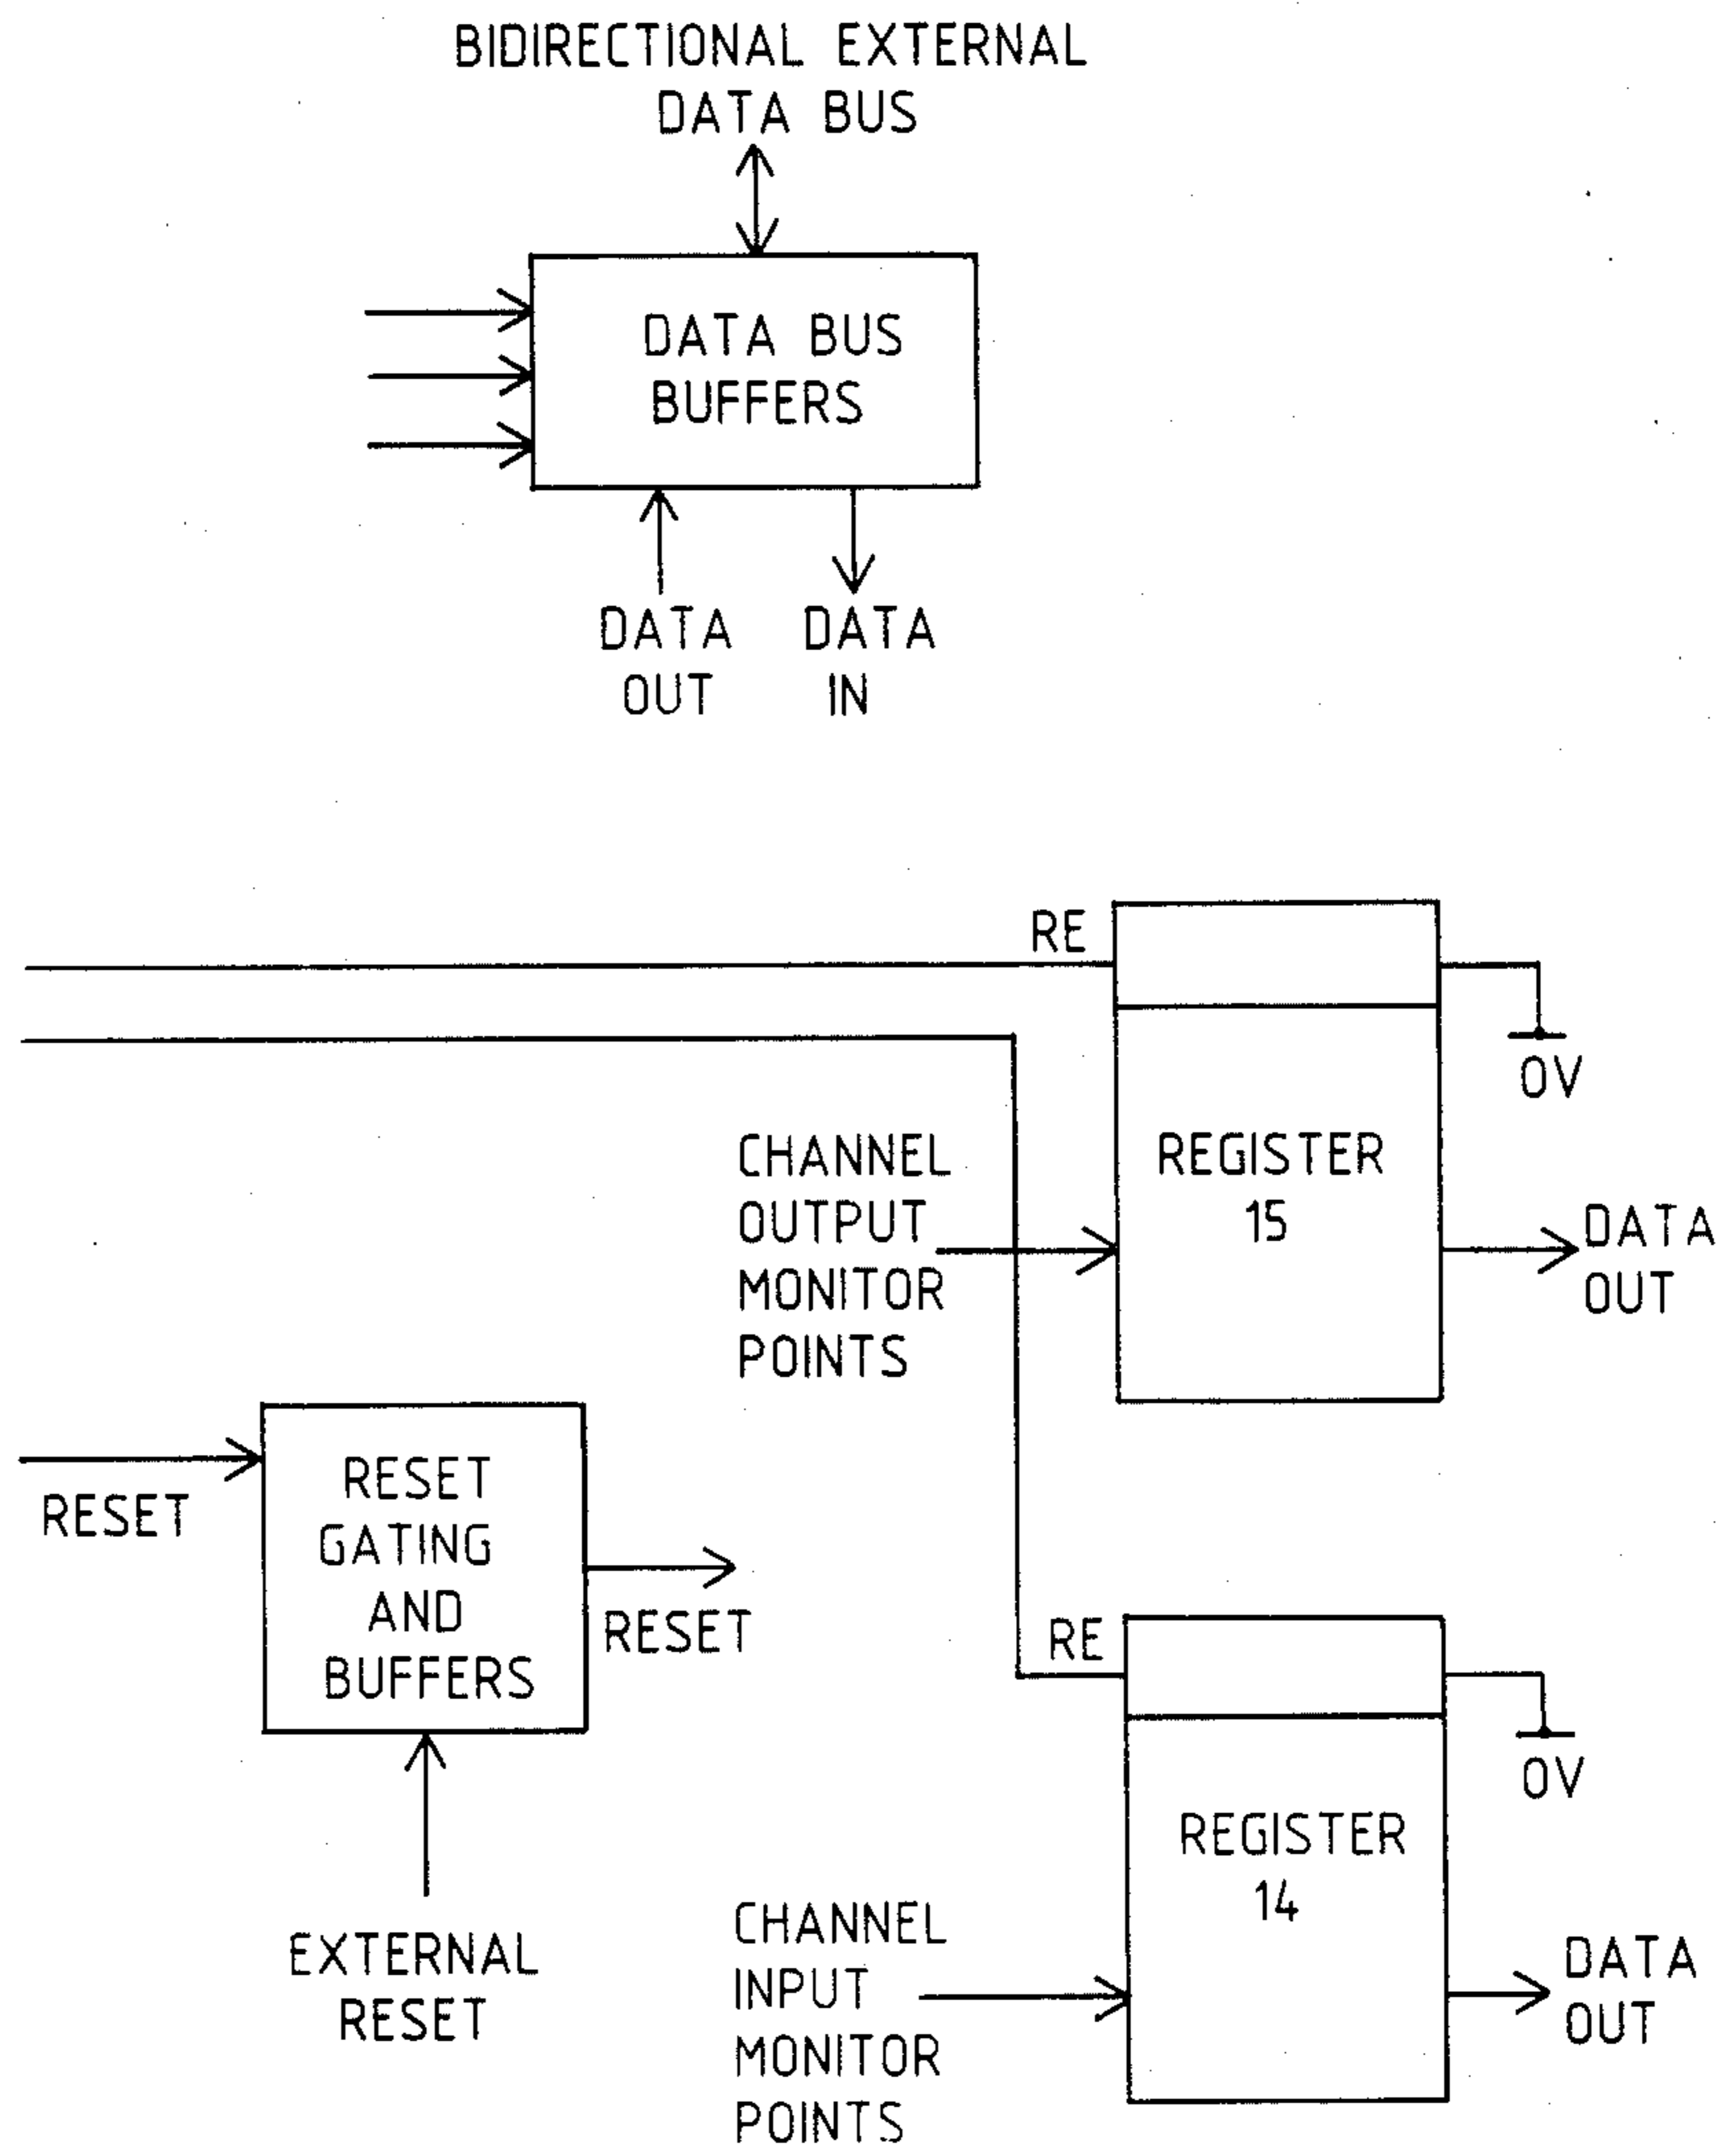 BIDIRECTIONAL EXTERNAL
DATA BUS
DATA BUS
BUFFERS
DATA
OUT
DATA
IN
RE
0V
REGISTER
15
CHANNEL
OUTPUT
MONITOR
POINTS
DATA
OUT
RESET
RESET
GATING
AND
BUFFERS
RESET
EXTERNAL
RESET
RE
0V
REGISTER
14
CHANNEL
INPUT
MONITOR
POINTS
DATA
OUT